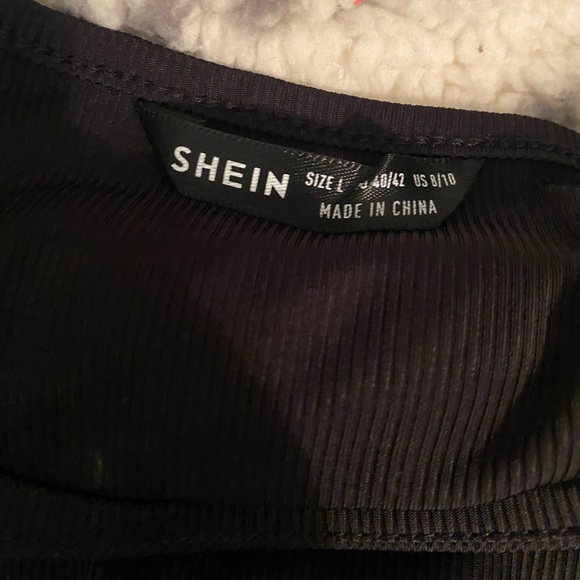 SHEIN
SIZE L 40/42 US 8/10
MADE IN CHINA